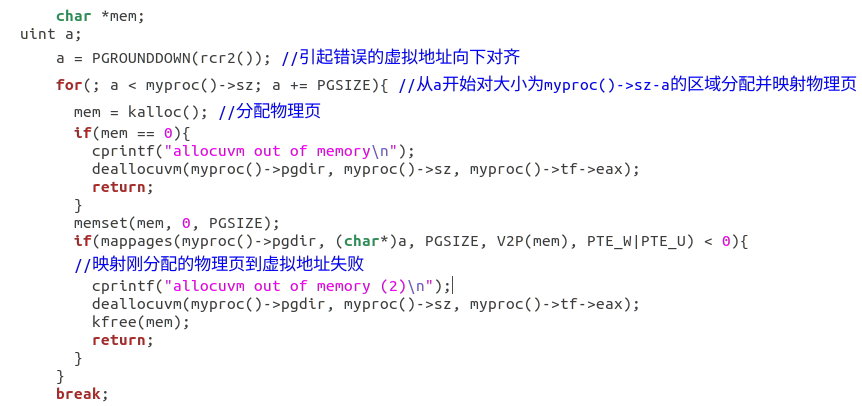 char *mem;
uint a;
a = PGROUNDDOWN(rcr2()); //引起错误的虚拟地址向下对齐
for(; a < myproc()->sz; a += PGSIZE){ //从a开始对大小为myproc()->sz-a的区域分配并映射物理页
mem = kalloc(); //分配物理页
if(mem == 0){
cprintf("allocuvm out of memory\n");
deallocuvm(myproc()->pgdir, myproc()->sz, myproc()->tf->eax);
return;
}
memset(mem, 0, PGSIZE);
if(mappages(myproc()->pgdir, (char*)a, PGSIZE, V2P(mem), PTE_W|PTE_U) < 0){
//映射刚分配的物理页到虚拟地址失败
cprintf("allocuvm out of memory (2)\n");
deallocuvm(myproc()->pgdir, myproc()->sz, myproc()->tf->eax);
kfree(mem);
return;
}
}
break;